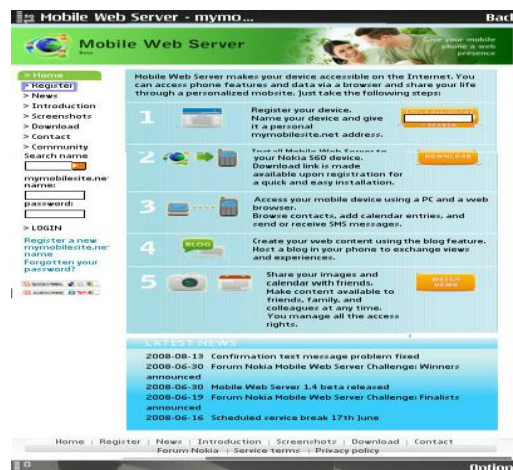 Mobile Web Server - mymo...
Back
Mobile Web Server
Beta
Give your mobile
phone a web
presence
> Home
> Register
> News
> Introduction
> Screenshots
> Download
> Contact
> Community
Search name
mymobilesite.ne
name:
password:
> LOGIN
Register a new
mymobilesite.ne
name
Forgotten your
password?
Mobile Web Server makes your device accessible on the Internet. You
can access phone features and data via a browser and share your life
through a personalized mobsite. Just take the following steps:
1
Register your device.
Name your device and give
it a personal
mymobilesite.net address.
SEARCH
2
Install Mobile Web Server to
your Nokia S60 device.
Download link is made
available upon registration for
a quick and easy installation.
DOWNLOAD
3
Access your mobile device using a PC and a web
browser.
Browse contacts, add calendar entries, and
send or receive SMS messages.
4
BLOG
Create your web content using the blog feature.
Host a blog in your phone to exchange views
and experiences.
5
Share your images and
calendar with friends.
Make content available to
friends, family, and
colleagues at any time.
You manage all the access
rights.
WATCH
DEMO
LATEST NEWS
2008-08-13 Confirmation text message problem fixed
2008-06-30 Forum Nokia Mobile Web Server Challenge: Winners
announced
2008-06-30 Mobile Web Server 1.4 beta released
2008-06-19 Forum Nokia Mobile Web Server Challenge: Finalists
announced
2008-06-16 Scheduled service break 17th June
Home | Register | News | Introduction | Screenshots | Download | Contact
Forum Nokia | Service terms | Privacy policy
Option